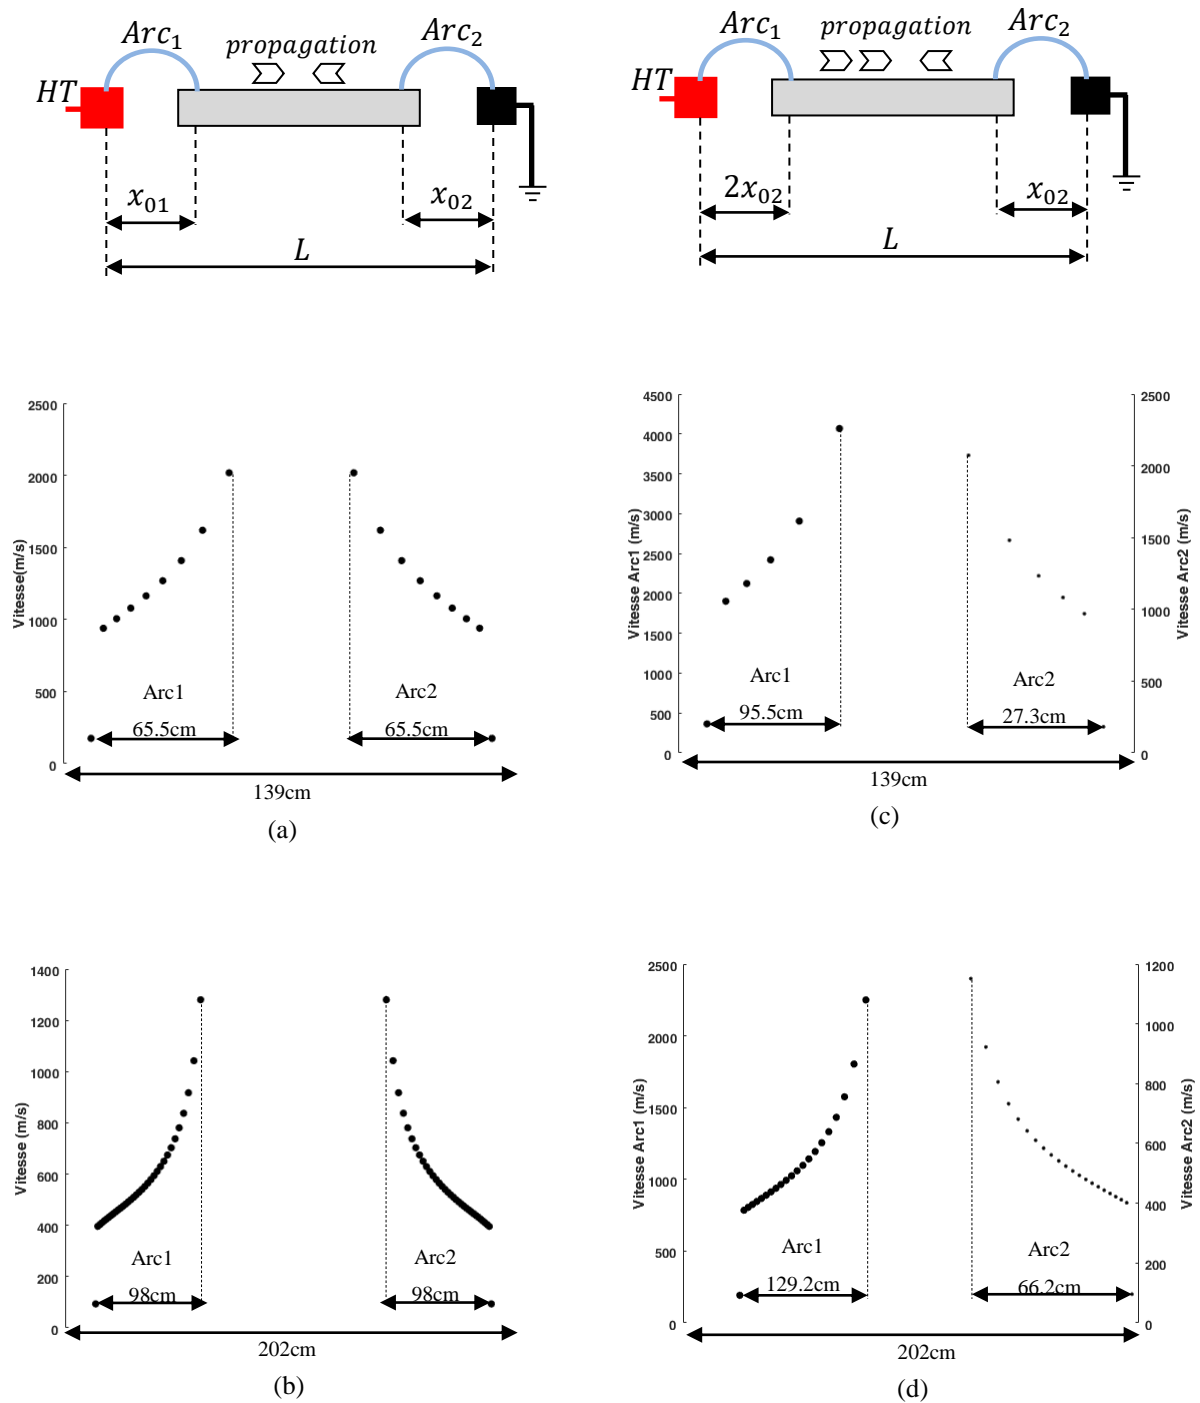 Arc₁ propagation Arc₂
HT
x₀₁ x₀₂
L
Arc₁ propagation Arc₂
HT
2x₀₂ x₀₂
L
2500
2000
1500
1000
500
0
Vitesse(m/s)
Arc1 Arc2
65.5cm 65.5cm
139cm
(a)
4500
4000
3500
3000
2500
2000
1500
1000
500
0
Vitesse Arc1 (m/s)
2500
2000
1500
1000
500
0
Vitesse Arc2 (m/s)
Arc1 Arc2
95.5cm 27.3cm
139cm
(c)
1400
1200
1000
800
600
400
200
0
Vitesse (m/s)
Arc1 Arc2
98cm 98cm
202cm
(b)
2500
2000
1500
1000
500
0
Vitesse Arc1 (m/s)
1200
1000
800
600
400
200
0
Vitesse Arc2 (m/s)
Arc1 Arc2
129.2cm 66.2cm
202cm
(d)